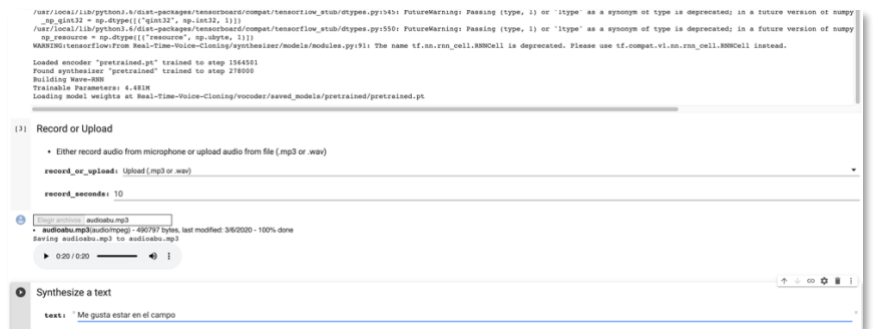 /usr/local/lib/python3.6/dist-packages/tensorboard/compat/tensorflow_stub/dtypes.py:545: FutureWarning: Passing (type, 1) or '1type' as a synonym of type is deprecated; in a future version of numpy
_np_qint32 = np.dtype([("qint32", np.int32, 1)])
/usr/local/lib/python3.6/dist-packages/tensorboard/compat/tensorflow_stub/dtypes.py:550: FutureWarning: Passing (type, 1) or '1type' as a synonym of type is deprecated; in a future version of numpy
np_resource = np.dtype([("resource", np.ubyte, 1)])
WARNING:tensorflow:From Real-Time-Voice-Cloning/synthesizer/models/modules.py:91: The name tf.nn.rnn_cell.RNNCell is deprecated. Please use tf.compat.v1.nn.rnn_cell.RNNCell instead.
Loaded encoder "pretrained.pt" trained to step 1564501
Found synthesizer "pretrained" trained to step 278000
Building Wave-RNN
Trainable Parameters: 4.481M
Loading model weights at Real-Time-Voice-Cloning/vocoder/saved_models/pretrained/pretrained.pt
[3] Record or Upload
• Either record audio from microphone or upload audio from file (.mp3 or .wav)
record_or_upload: Upload (.mp3 or .wav)
record_seconds: 10
Elegir archivos audioabu.mp3
• audioabu.mp3(audio/mpeg) - 490797 bytes, last modified: 3/6/2020 - 100% done
Saving audioabu.mp3 to audioabu.mp3
0:20 / 0:20
Synthesize a text
text: "Me gusta estar en el campo"